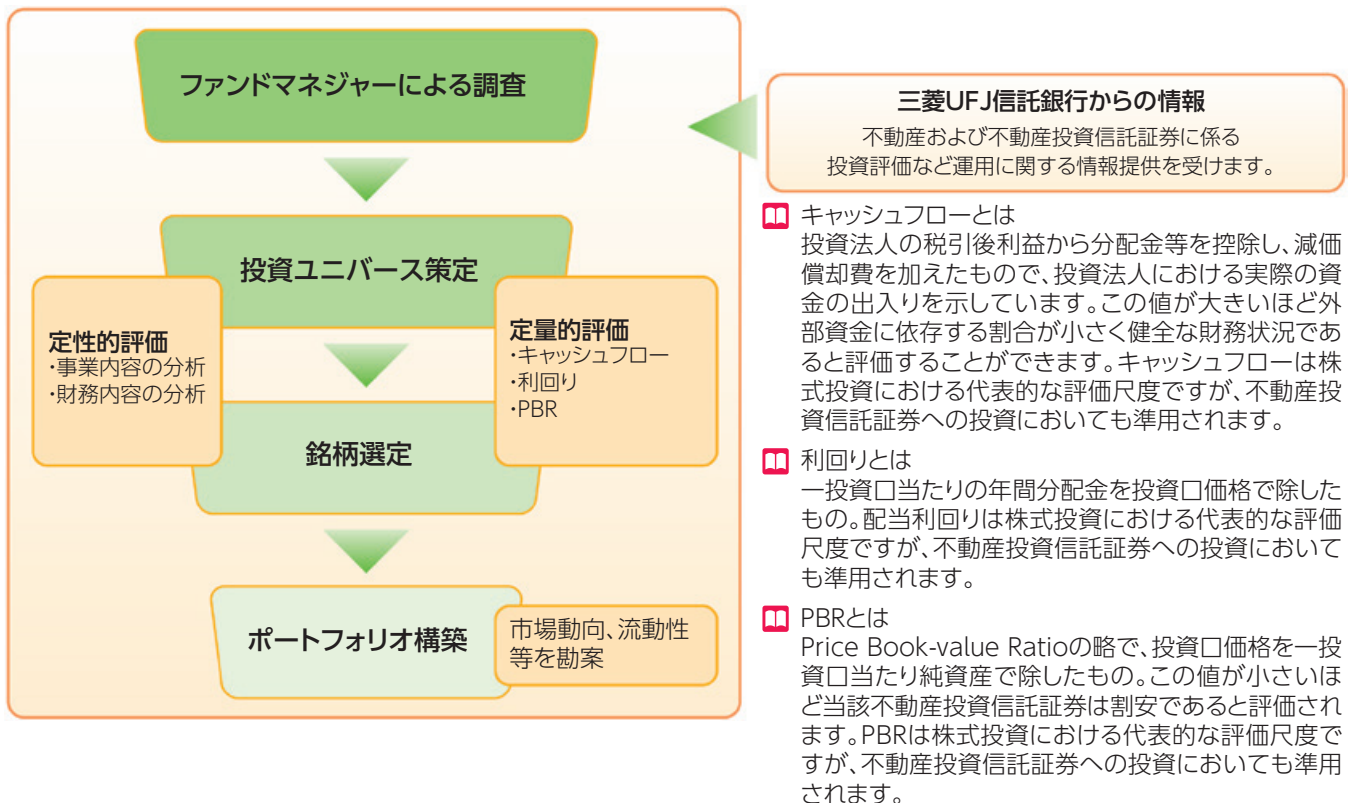 ファンドマネジャーによる調査
投資ユニバース策定
定性的評価
・事業内容の分析
・財務内容の分析
定量的評価
・キャッシュフロー
・利回り
・PBR
銘柄選定
ポートフォリオ構築
市場動向、流動性
等を勘案
三菱UFJ信託銀行からの情報
不動産および不動産投資信託証券に係る
投資評価など運用に関する情報提供を受けます。
キャッシュフローとは
投資法人の税引後利益から分配金等を控除し、減価
償却費を加えたもので、投資法人における実際の資
金の出入りを示しています。この値が大きいほど外
部資金に依存する割合が小さく健全な財務状況であ
ると評価することができます。キャッシュフローは株
式投資における代表的な評価尺度ですが、不動産投
資信託証券への投資においても準用されます。
利回りとは
一投資口当たりの年間分配金を投資口価格で除した
もの。配当利回りは株式投資における代表的な評価
尺度ですが、不動産投資信託証券への投資において
も準用されます。
PBRとは
Price Book-value Ratioの略で、投資口価格を一投
資口当たり純資産で除したもの。この値が小さいほ
ど当該不動産投資信託証券は割安であると評価され
ます。PBRは株式投資における代表的な評価尺度で
すが、不動産投資信託証券への投資においても準用
されます。